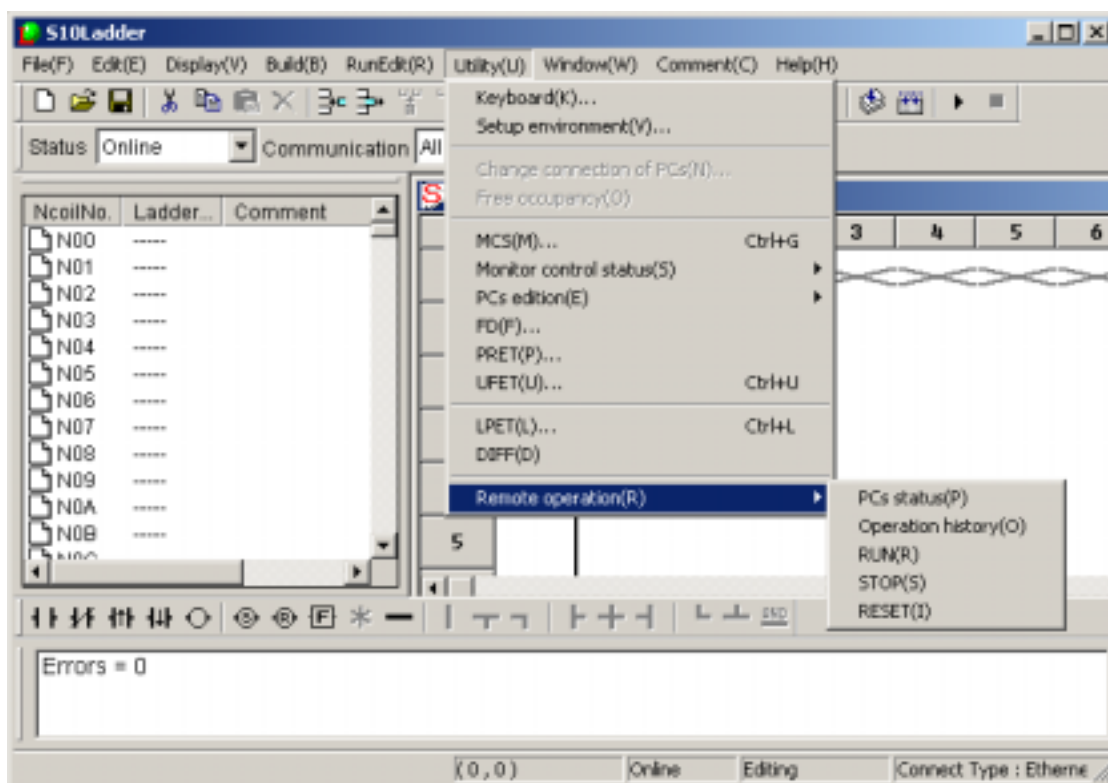 S10Ladder
File(F) Edit(E) Display(V) Build(B) RunEdit(R) Utility(U) Window(W) Comment(C) Help(H)
Status Online Communication All
Keyboard(K)...
Setup environment(V)...
Change connection of PCs(N)...
Free occupancy(O)
MCS(M)... Ctrl+G
Monitor control status(S)
PCs edition(E)
FD(F)...
PRET(P)...
UFET(U)... Ctrl+U
LPET(L)... Ctrl+L
DIFF(D)
Remote operation(R)
PCs status(P)
Operation history(O)
RUN(R)
STOP(S)
RESET(I)
NcoilNo. Ladder... Comment
N00 -----
N01 -----
N02 -----
N03 -----
N04 -----
N05 -----
N06 -----
N07 -----
N08 -----
N09 -----
N0A -----
N0B -----
S
3 4 5 6
5
S R F END
Errors = 0
(0,0) Online Editing Connect Type : Etherne